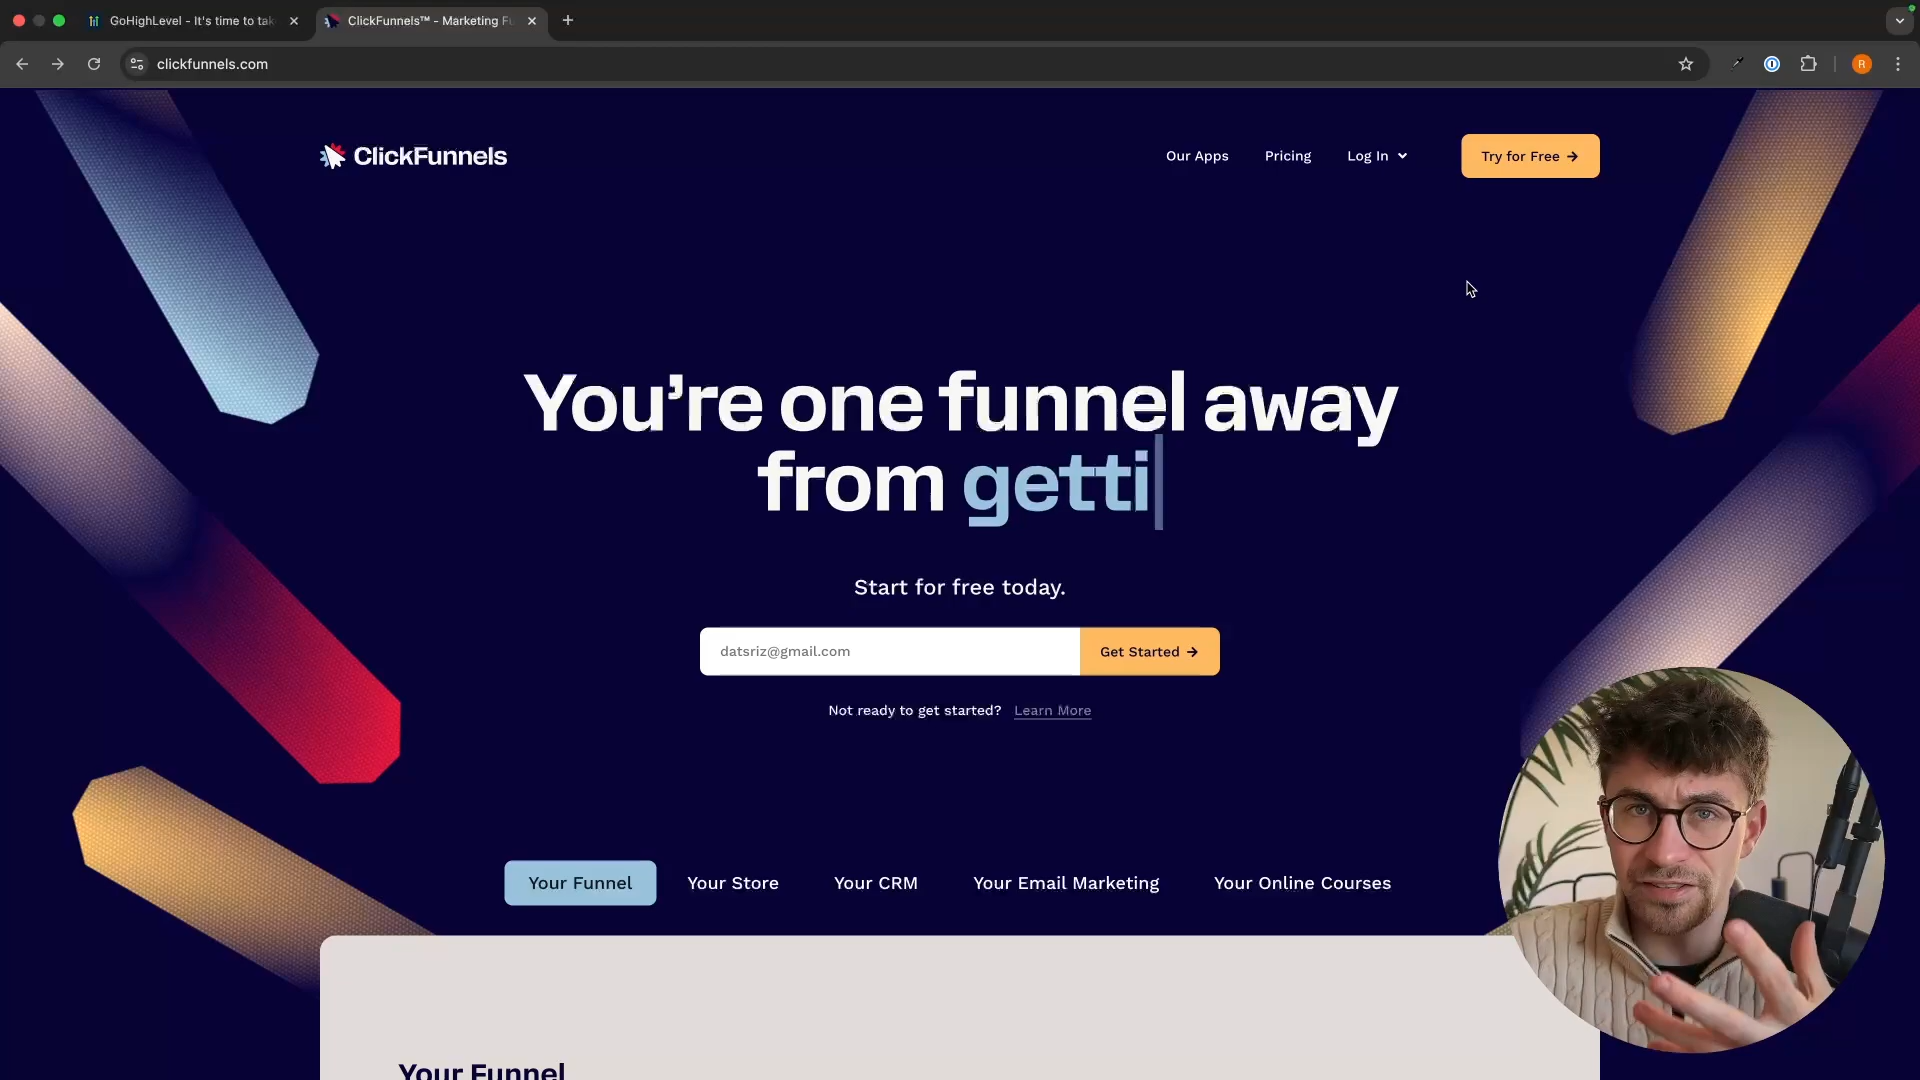 GoHighLevel - It's time to tak
ClickFunnels™ - Marketing Fu
clickfunnels.com
R
ClickFunnels
Our Apps
Pricing
Log In
Try for Free →
You're one funnel away
from getti
Start for free today.
datsriz@gmail.com
Get Started →
Not ready to get started? Learn More
Your Funnel
Your Store
Your CRM
Your Email Marketing
Your Online Courses
Your Funnel